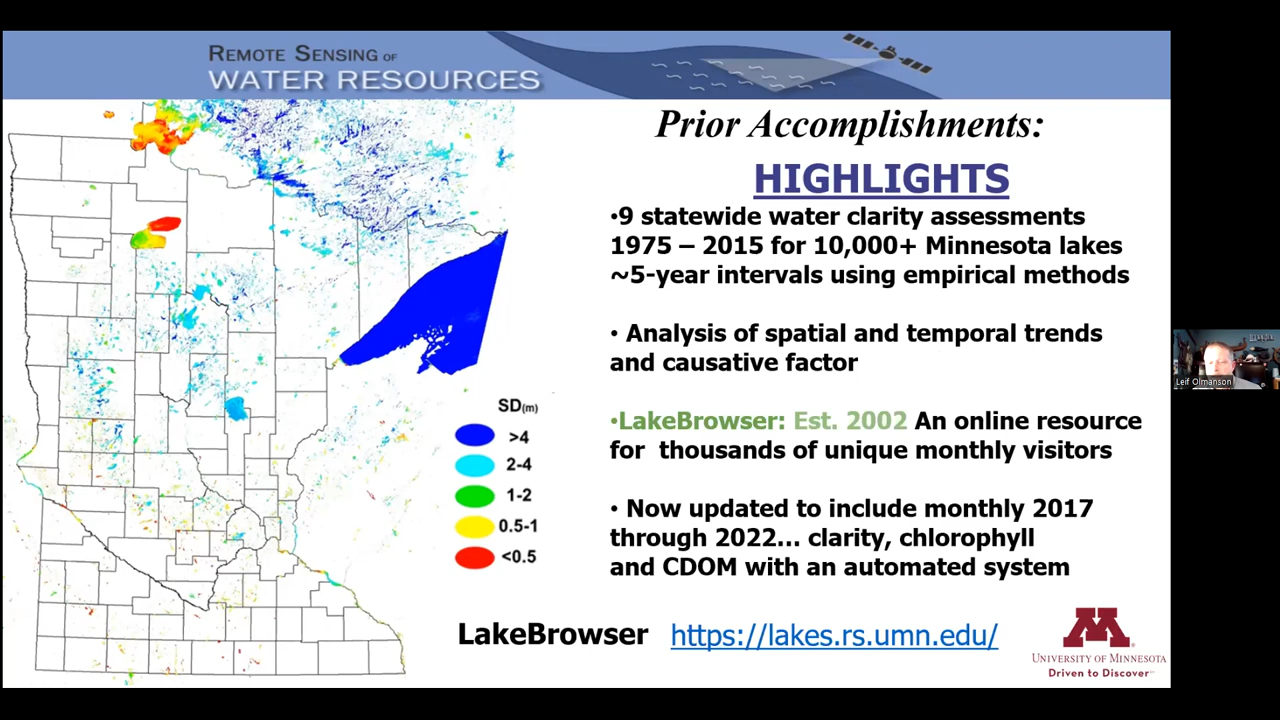 REMOTE SENSING OF
WATER RESOURCES
Prior Accomplishments:
HIGHLIGHTS
•9 statewide water clarity assessments
1975 – 2015 for 10,000+ Minnesota lakes
~5-year intervals using empirical methods
• Analysis of spatial and temporal trends
and causative factor
•LakeBrowser: Est. 2002 An online resource
for thousands of unique monthly visitors
• Now updated to include monthly 2017
through 2022... clarity, chlorophyll
and CDOM with an automated system
SD(m)
>4
2-4
1-2
0.5-1
<0.5
LakeBrowser https://lakes.rs.umn.edu/
M
UNIVERSITY OF MINNESOTA
Driven to Discover
Leif Olmanson